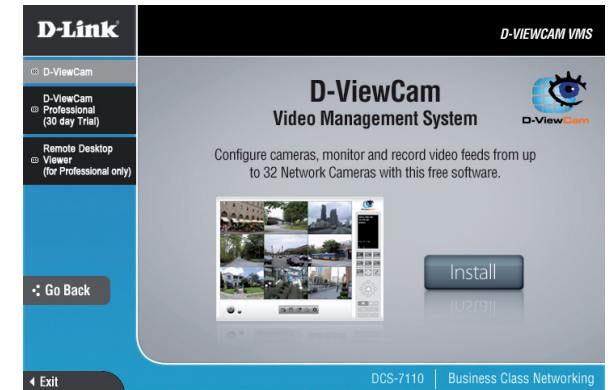 D-Link
D-VIEWCAM VMS
D-ViewCam
D-ViewCam
Professional
(30 day Trial)
Remote Desktop
Viewer
(for Professional only)
Go Back
Exit
D-ViewCam
Video Management System
D-ViewCam
Configure cameras, monitor and record video feeds from up
to 32 Network Cameras with this free software.
Install
DCS-7110
Business Class Networking